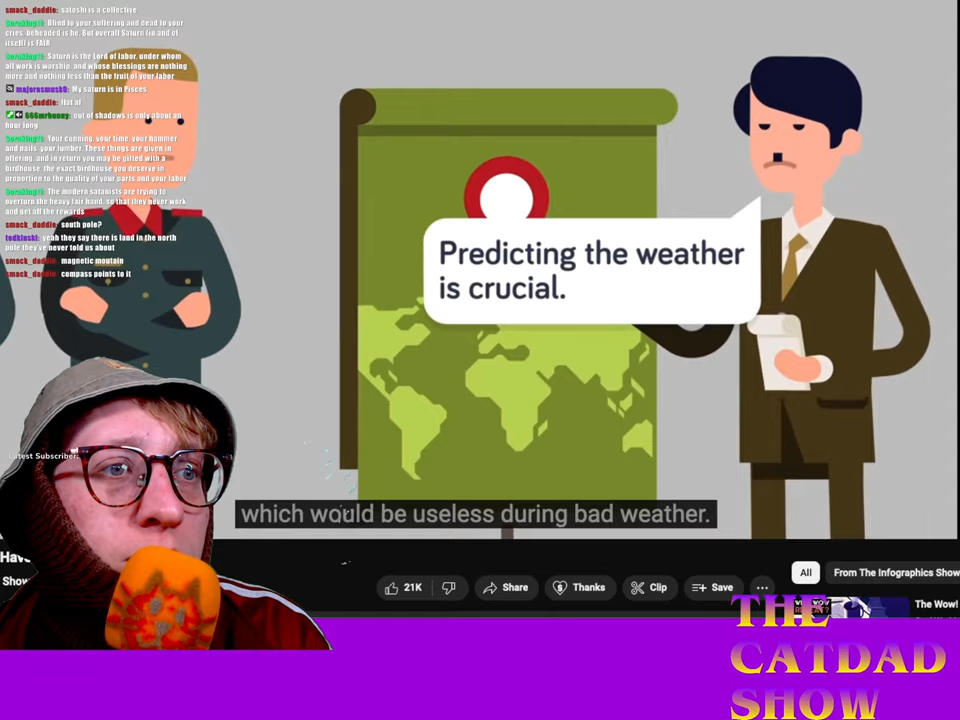 smack_daddie: satoshi is a collective
Blind to your suffering and dead to your
cries, beheaded is he. But overall Saturn (in and of
itself) is FAIR
Saturn is the Lord of labor, under whom
all work is worship, and whose blessings are nothing
more and nothing less than the fruit of your labor
majorasmusk9: My saturn is in Pisces
smack_daddie: Hat al
666mrbunny: out of shadows is only about an
hour long
Your cunning, your time, your hammer
and nails, your lumber. These things are given in
offering, and in return you may be gifted with a
birdhouse, the exact birdhouse you deserve in
proportion to the quality of your parts and your labor
The modern satanists are trying to
overturn the heavy fair hand, so that they never work
and get all the rewards
smack_daddie: south pole?
tedkinski: yeah they say there is land in the north
pole they've never told us about
smack_daddie: magnetic moutain
smack_daddie: compass points to it
Predicting the weather
is crucial.
Latest Subscriber:
which would be useless during bad weather.
Have
Show
21K
Share
Thanks
Clip
Save
All
From The Infographics Show
The Wow!
THE
CATDAD
SHOW